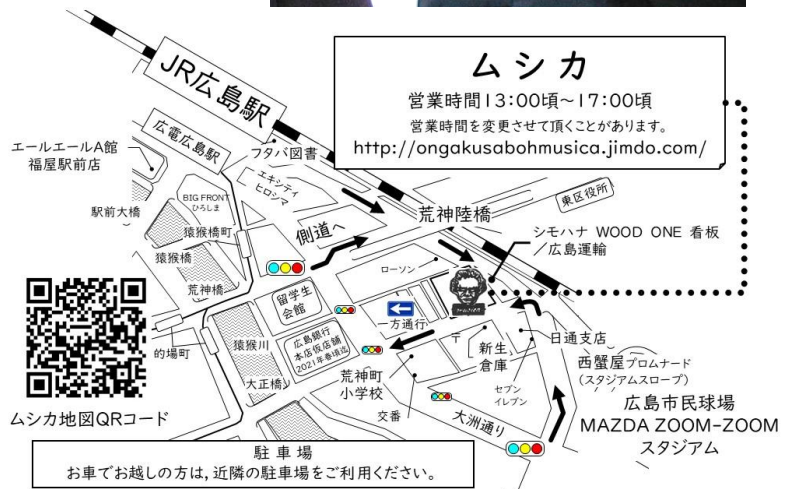 ムシカ
営業時間13:00頃~17:00頃
営業時間を変更させて頂くことがあります。
http://ongakusabohmusica.jimdo.com/
JR広島駅
広電広島駅
エールエールA館
福屋駅前店
フタバ図書
エキシティ
ヒロシマ
BIG FRONT
ひろしま
駅前大橋
猿猴橋町
猿猴橋
荒神橋
側道へ
荒神陸橋
東区役所
シモハナ WOOD ONE 看板
/広島運輸
ローソン
留学生
会館
一方通行
広島銀行
本店仮店舗
2021年春頃迄
的場町
猿猴川
大正橋
荒神町
小学校
〒
新生
倉庫
日通支店
セブン
イレブン
交番
大洲通り
西蟹屋プロムナード
(スタジアムスロープ)
広島市民球場
MAZDA ZOOM-ZOOM
スタジアム
ムシカ地図QRコード
駐車場
お車でお越しの方は,近隣の駐車場をご利用ください。